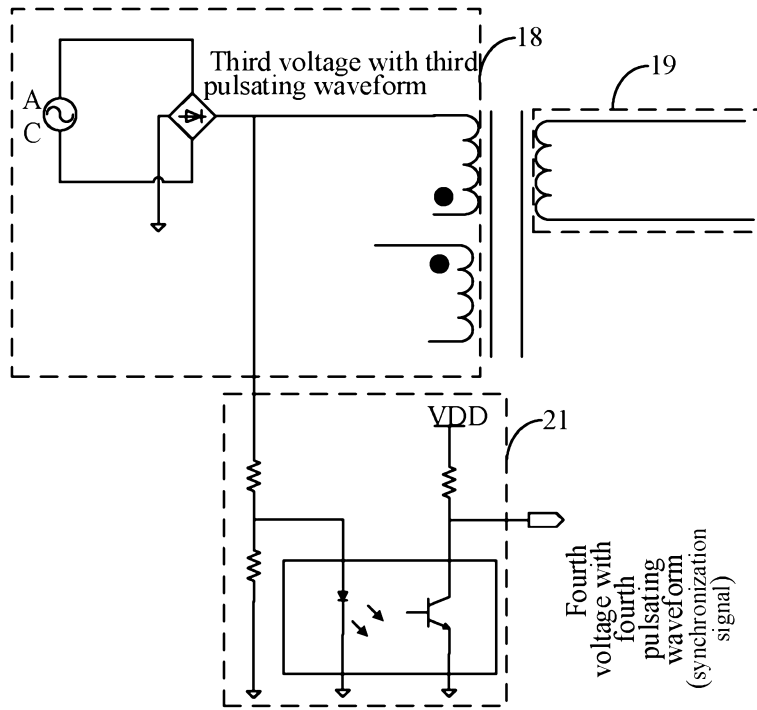 18
19
Third voltage with third
pulsating waveform
A
C
VDD
21
Fourth
voltage with
fourth
pulsating
waveform
(synchronization
signal)